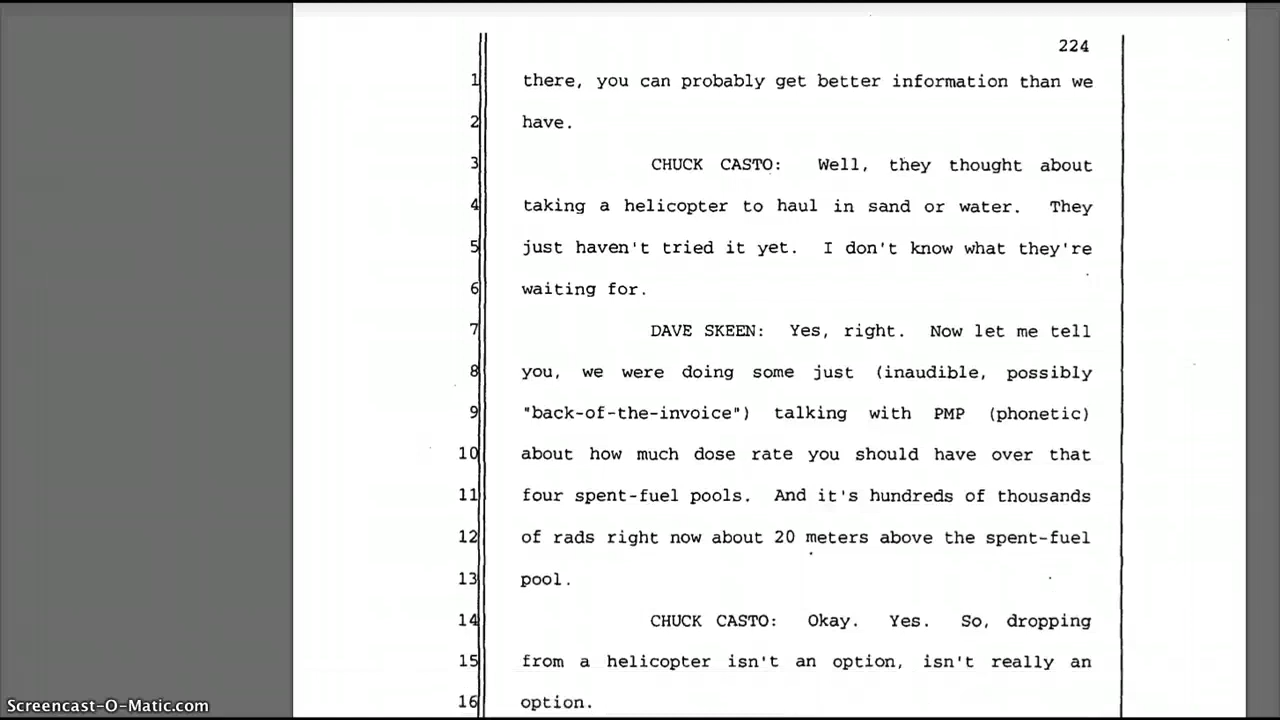 224
1 there, you can probably get better information than we
2 have.
3 CHUCK CASTO: Well, they thought about
4 taking a helicopter to haul in sand or water. They
5 just haven't tried it yet. I don't know what they're
6 waiting for.
7 DAVE SKEEN: Yes, right. Now let me tell
8 you, we were doing some just (inaudible, possibly
9 "back-of-the-invoice") talking with PMP (phonetic)
10 about how much dose rate you should have over that
11 four spent-fuel pools. And it's hundreds of thousands
12 of rads right now about 20 meters above the spent-fuel
13 pool.
14 CHUCK CASTO: Okay. Yes. So, dropping
15 from a helicopter isn't an option, isn't really an
16 option.
Screencast-O-Matic.com